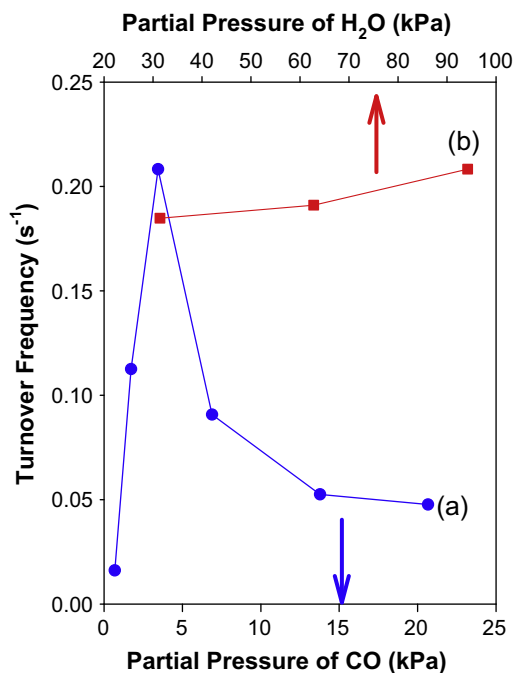 Partial Pressure of H₂O (kPa)
20 30 40 50 60 70 80 90 100
0.25
0.20
0.15
0.10
0.05
0.00
Turnover Frequency (s⁻¹)
(b)
(a)
0 5 10 15 20 25
Partial Pressure of CO (kPa)